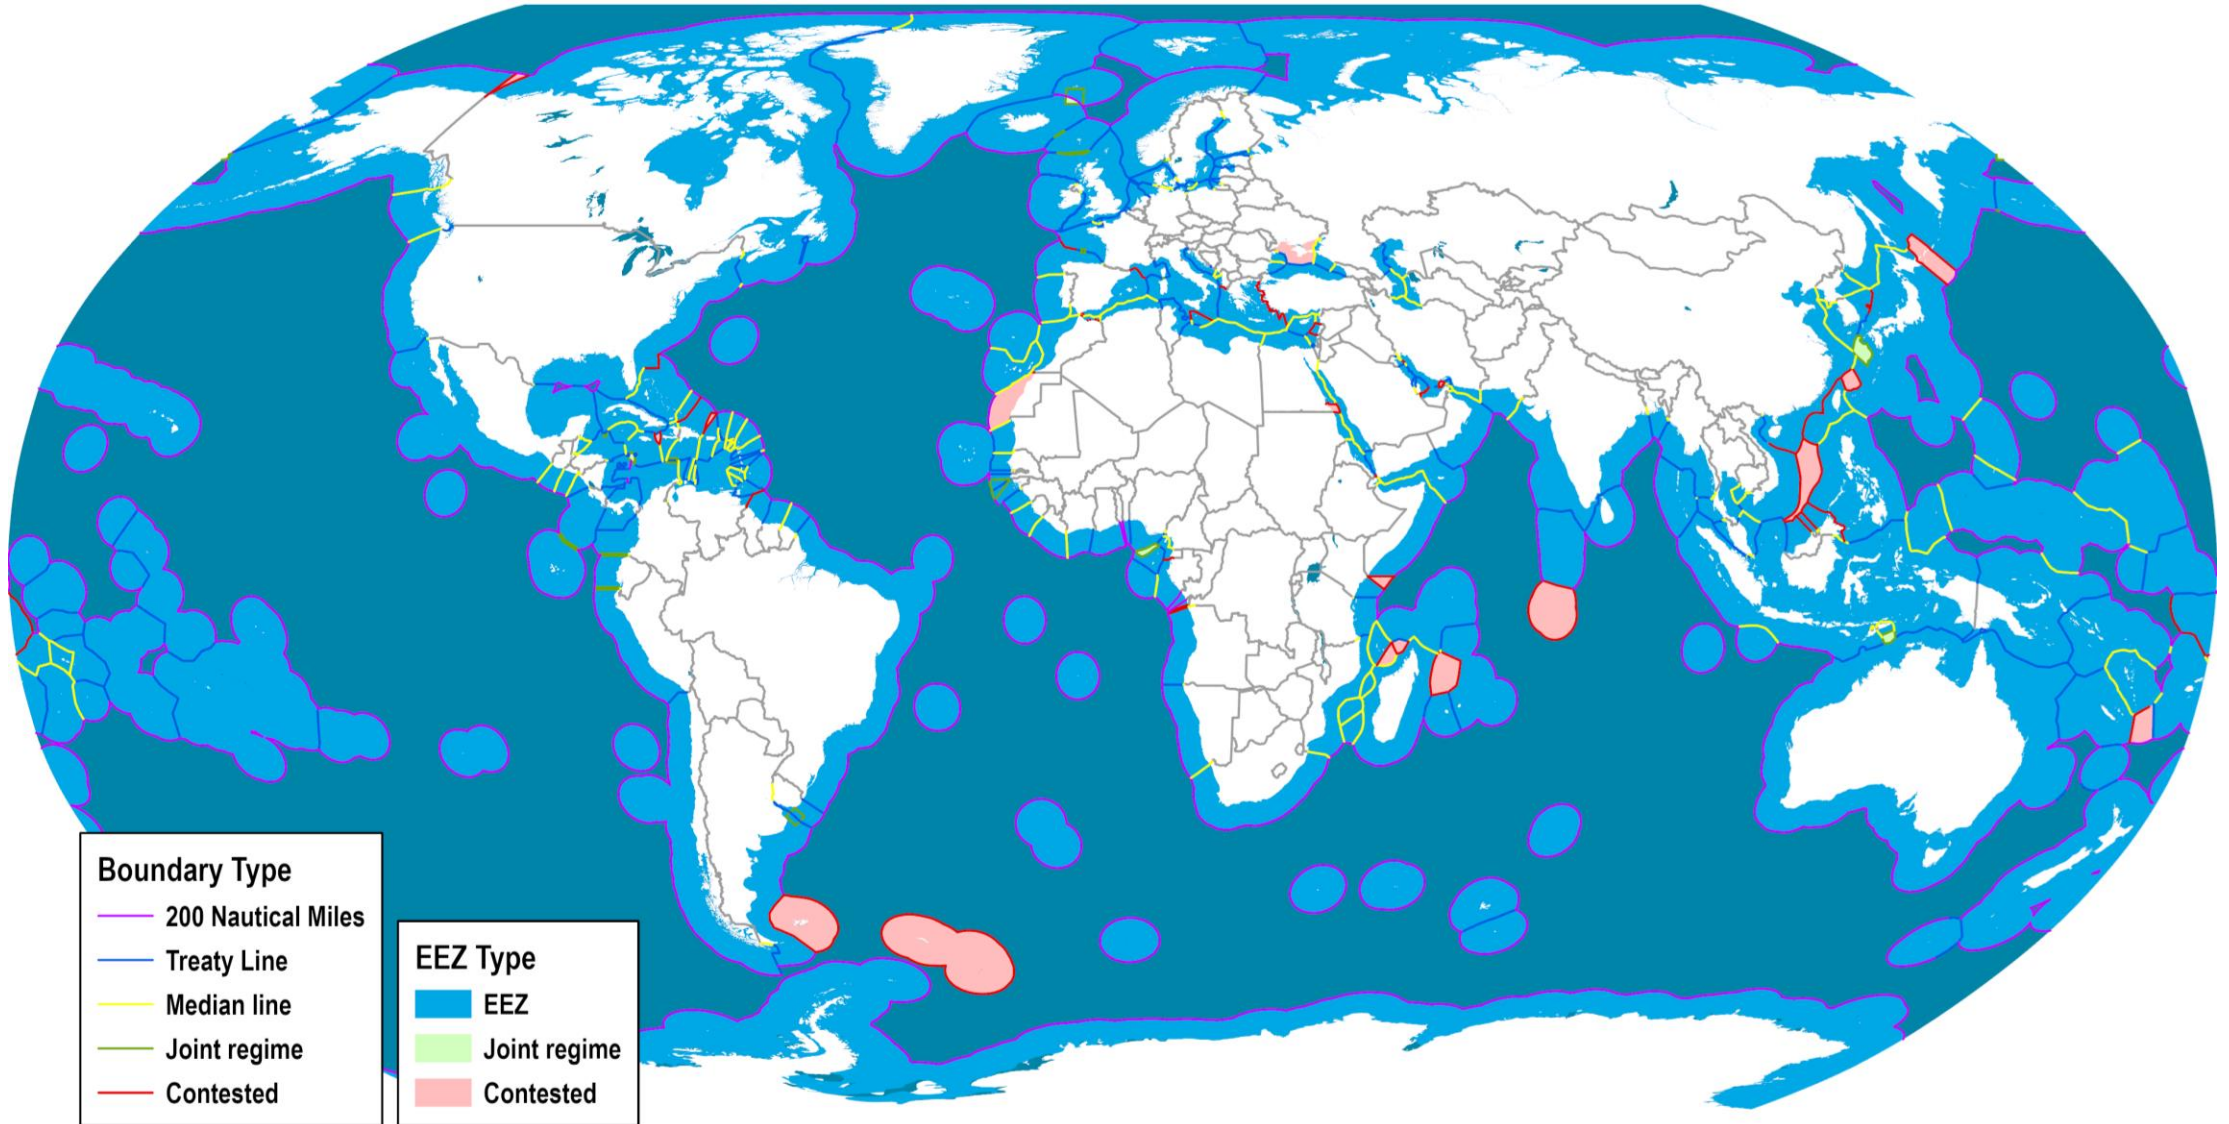 Boundary Type
200 Nautical Miles
Treaty Line
Median line
Joint regime
Contested
EEZ Type
EEZ
Joint regime
Contested